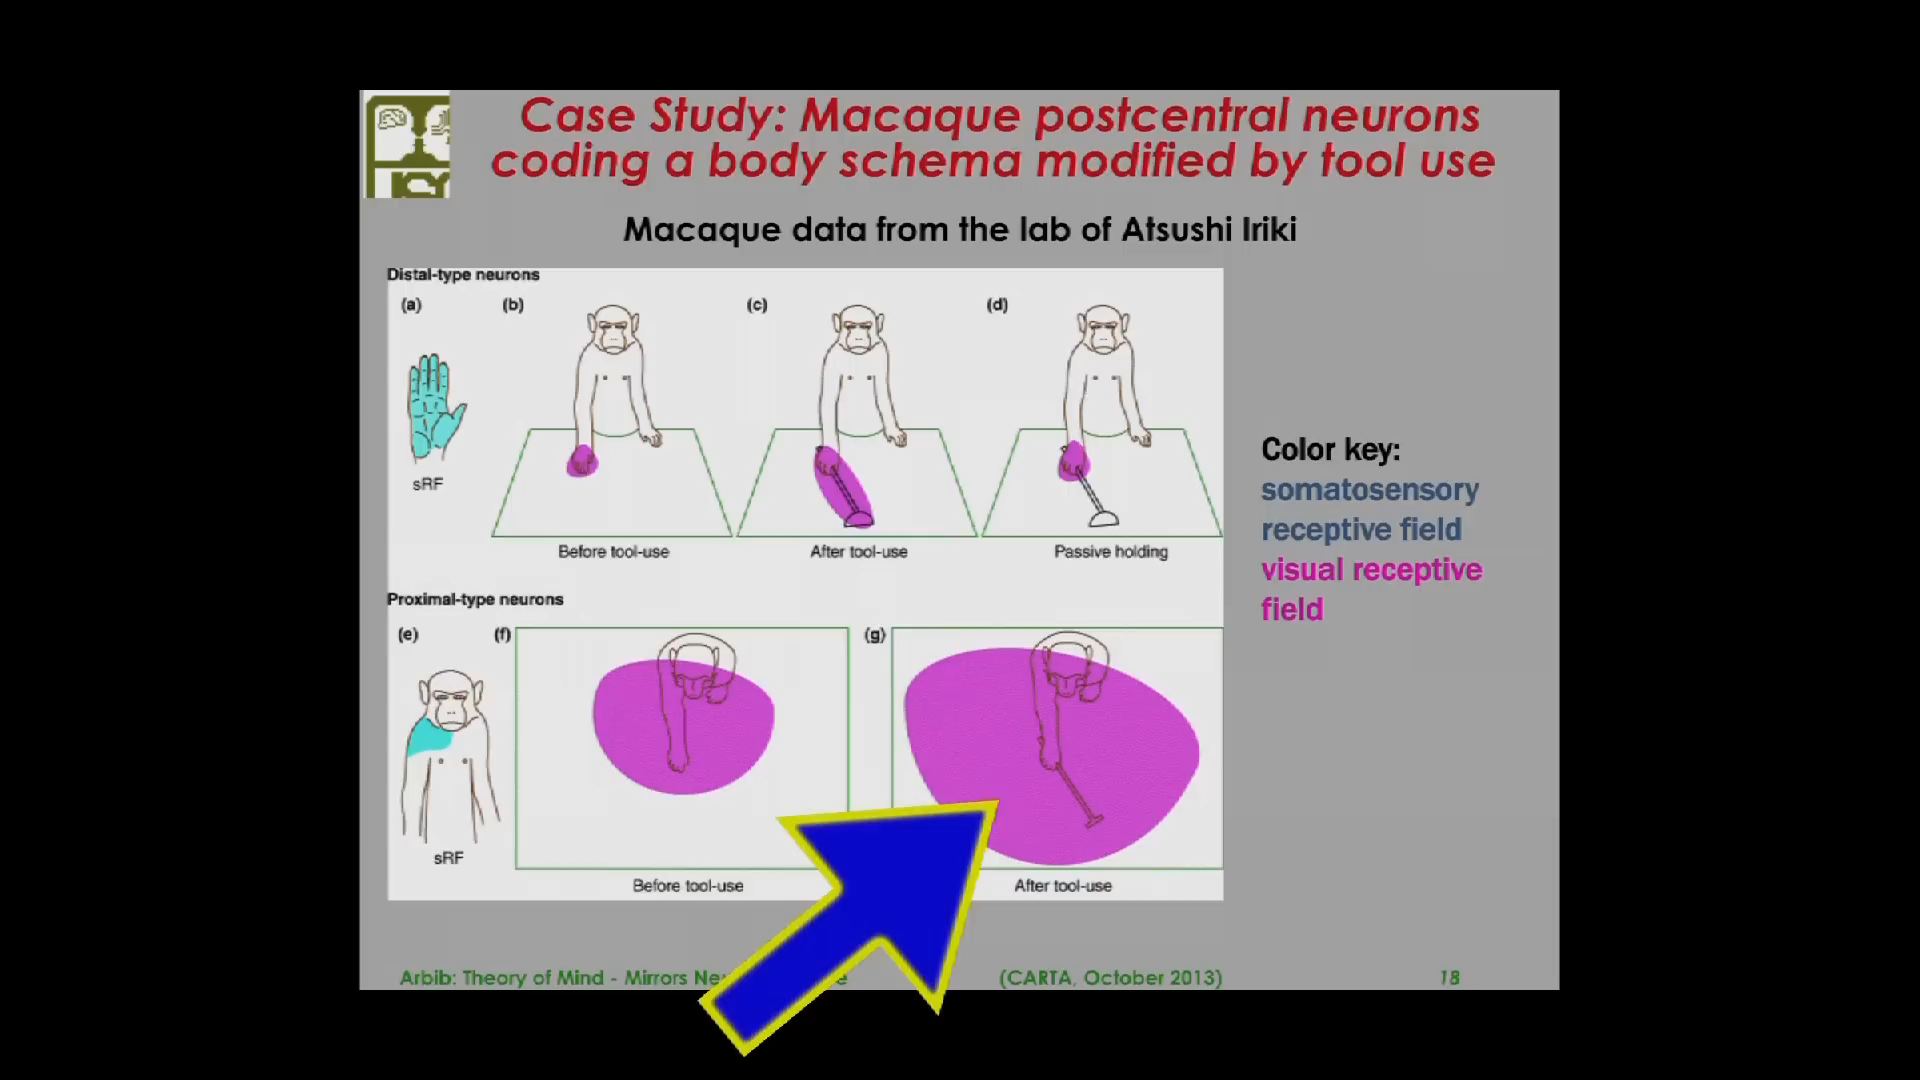 Case Study: Macaque postcentral neurons
coding a body schema modified by tool use
Macaque data from the lab of Atsushi Iriki
Distal-type neurons
(a)
(b)
(c)
(d)
sRF
Before tool-use
After tool-use
Passive holding
Color key:
somatosensory
receptive field
visual receptive
field
Proximal-type neurons
(e)
(f)
(g)
sRF
Before tool-use
After tool-use
Arbib: Theory of Mind - Mirrors
(CARTA, October 2013)
18